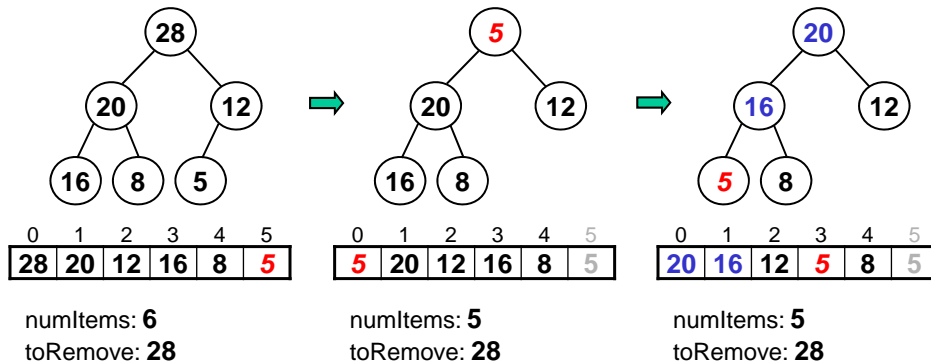 28 5 20
20 12 20 12 16 12
16 8 5 16 8 5 8
0 1 2 3 4 5 0 1 2 3 4 5 0 1 2 3 4 5
28 20 12 16 8 5 5 20 12 16 8 5 20 16 12 5 8 5
numItems: 6 numItems: 5 numItems: 5
toRemove: 28 toRemove: 28 toRemove: 28